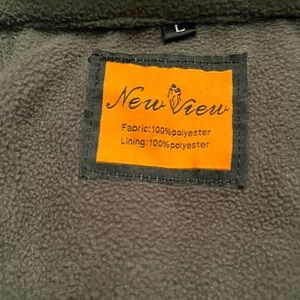 L
New View
Fabric:100%polyester
Lining:100%polyester